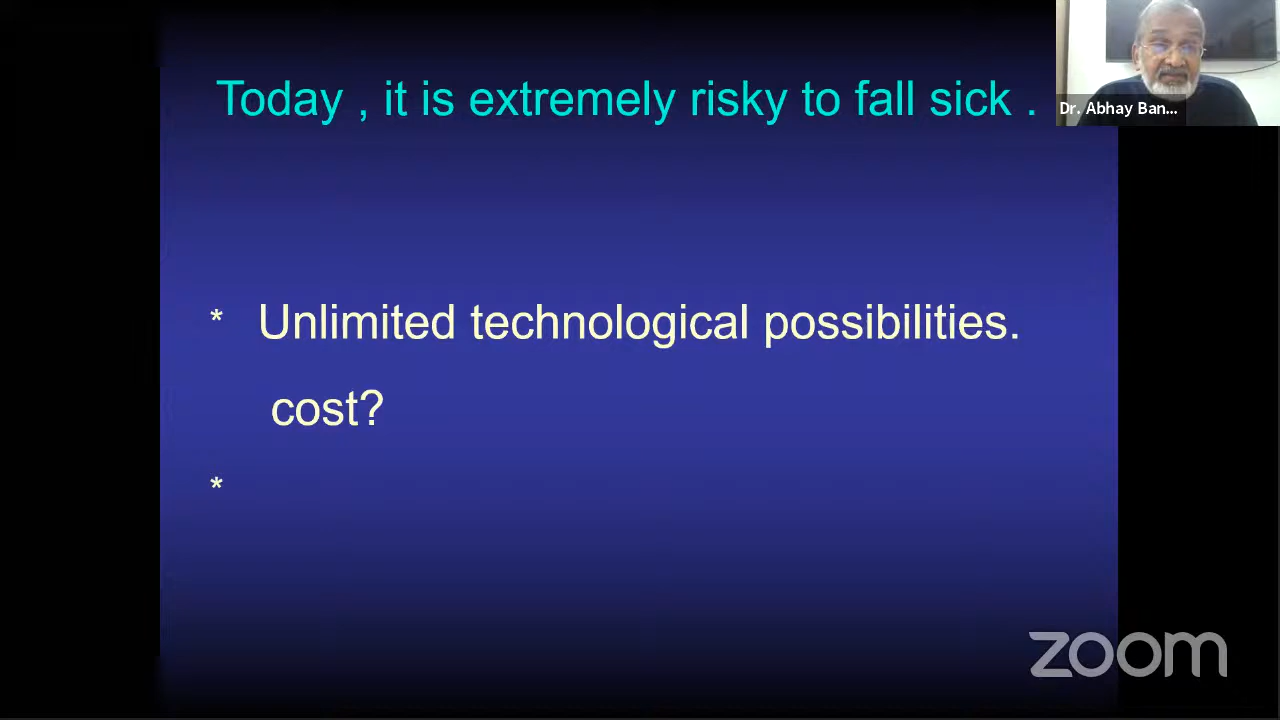 Today , it is extremely risky to fall sick .
Dr. Abhay Ban...
* Unlimited technological possibilities.
cost?
*
zoom